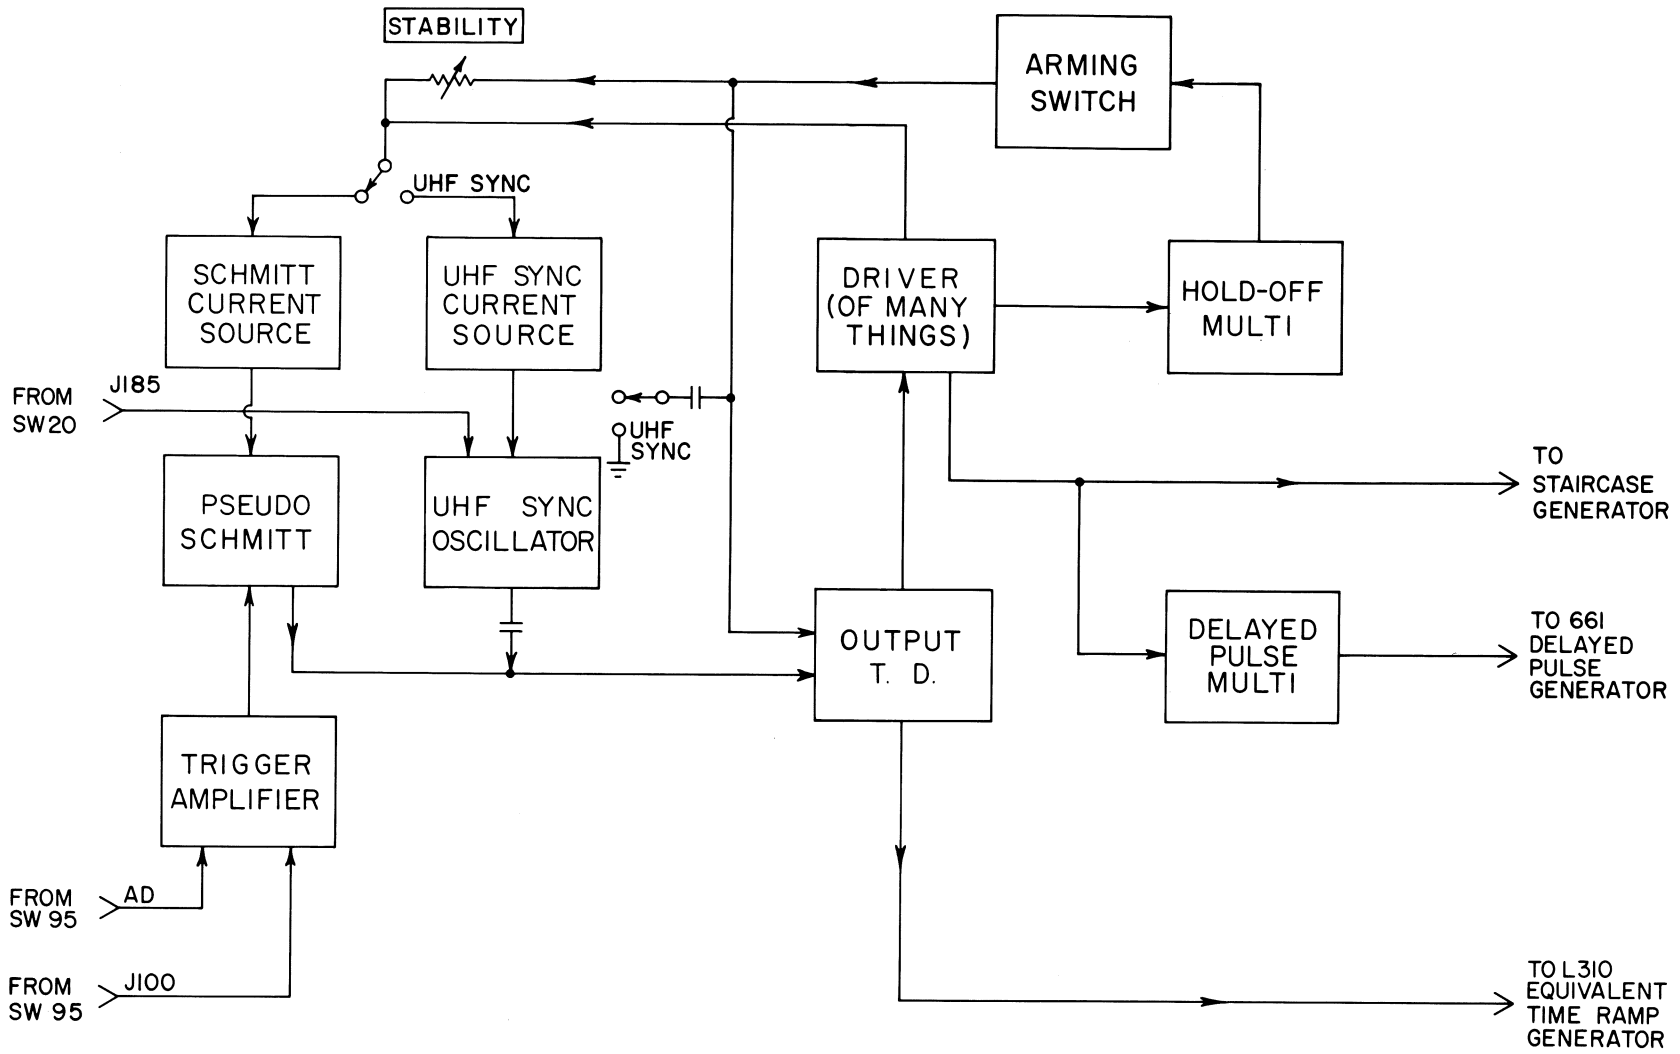 STABILITY
ARMING
SWITCH
UHF SYNC
SCHMITT
CURRENT
SOURCE
UHF SYNC
CURRENT
SOURCE
DRIVER
(OF MANY
THINGS)
HOLD-OFF
MULTI
FROM
SW20
J185
UHF
SYNC
PSEUDO
SCHMITT
UHF SYNC
OSCILLATOR
TO
STAIRCASE
GENERATOR
OUTPUT
T. D.
DELAYED
PULSE
MULTI
TO 661
DELAYED
PULSE
GENERATOR
TRIGGER
AMPLIFIER
FROM
SW 95
AD
FROM
SW 95
J100
TO L310
EQUIVALENT
TIME RAMP
GENERATOR